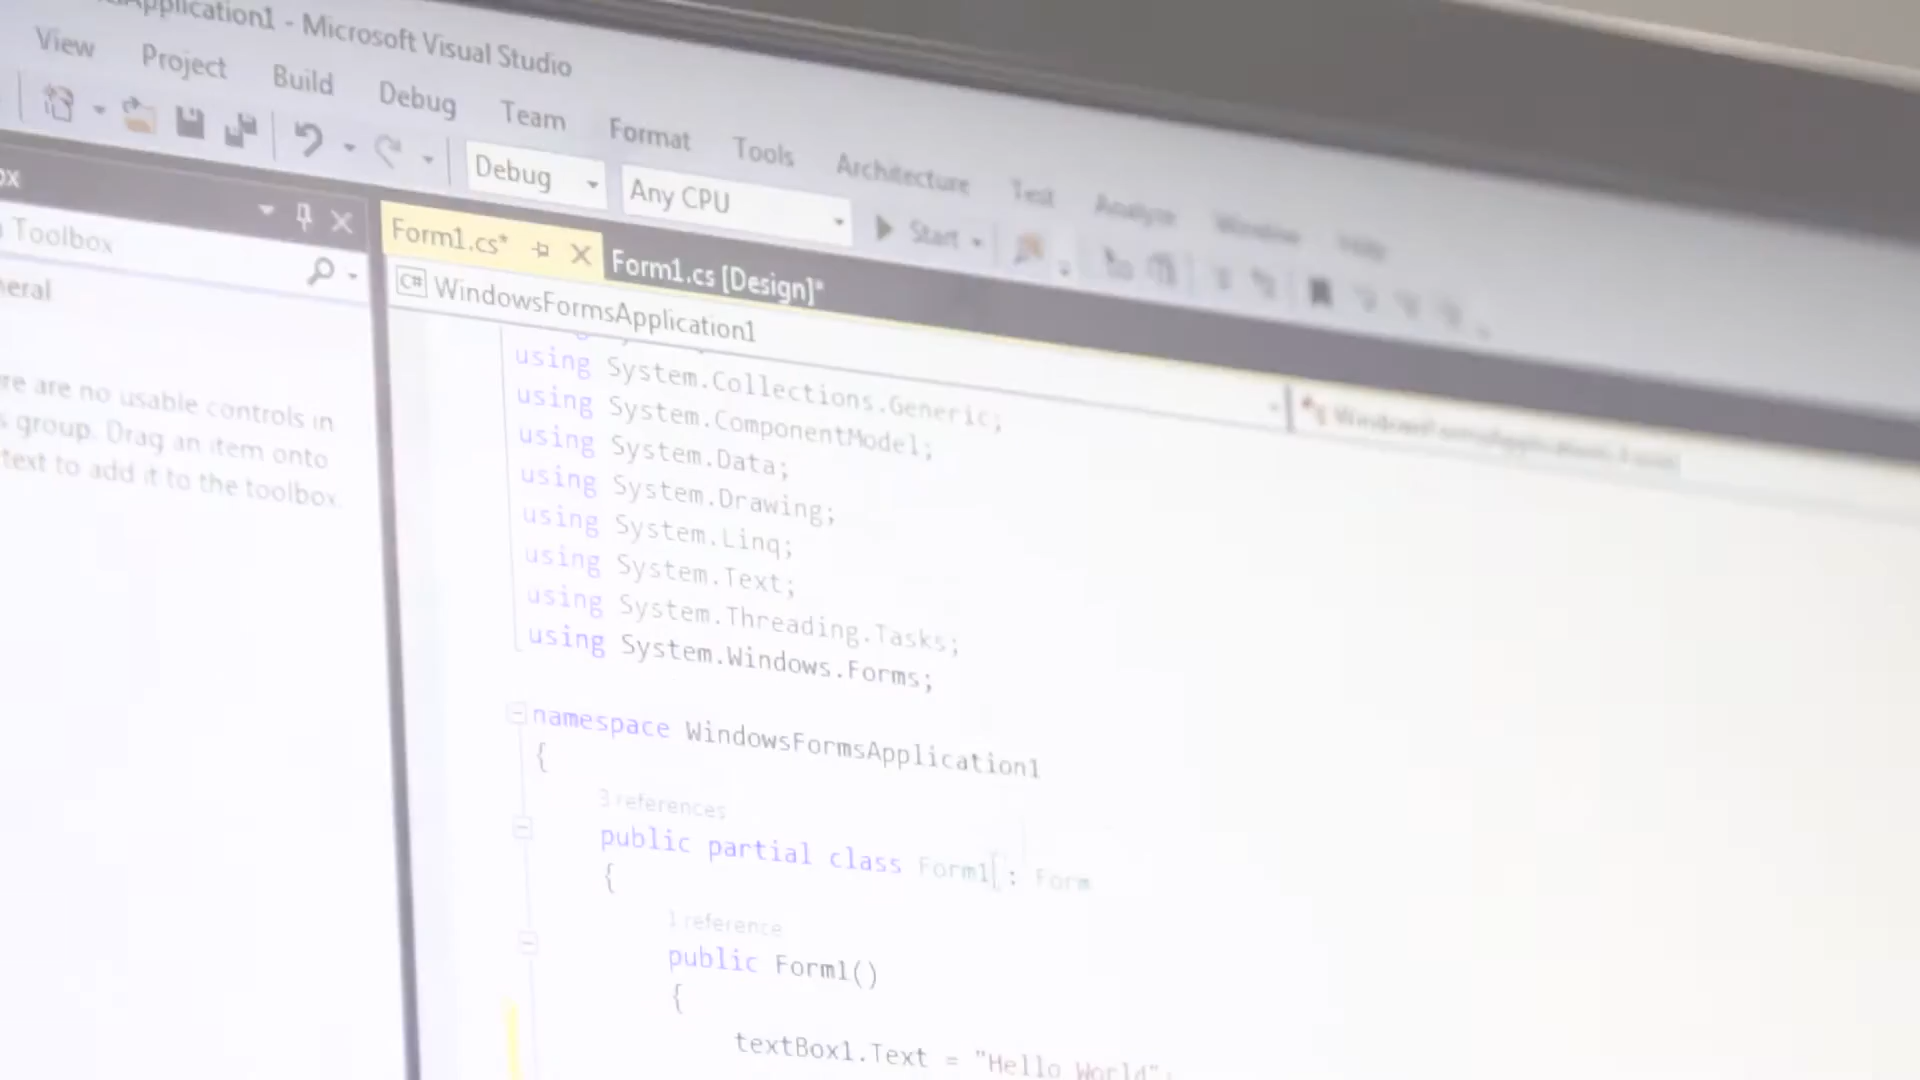 Application1 - Microsoft Visual Studio
View Project Build Debug Team Format Tools Architecture Test Analyze Window Help
Debug Any CPU Start
Toolbox
Form1.cs* Form1.cs [Design]*
C# WindowsFormsApplication1
re are no usable controls in
group. Drag an item onto
text to add it to the toolbox.
using System.Collections.Generic;
using System.ComponentModel;
using System.Data;
using System.Drawing;
using System.Linq;
using System.Text;
using System.Threading.Tasks;
using System.Windows.Forms;
namespace WindowsFormsApplication1
{
3 references
public partial class Form1 : Form
{
1 reference
public Form1()
{
textBox1.Text = "Hello World";